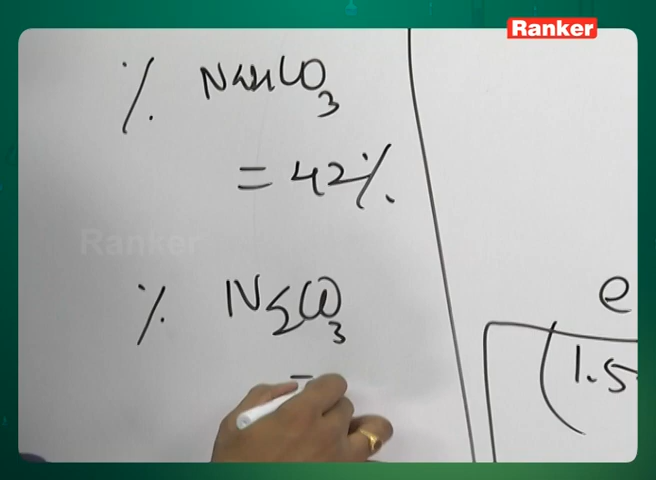 Ranker
% NaHCO3
= 42%.
Ranker
% Na2CO3
=
e
(1.5